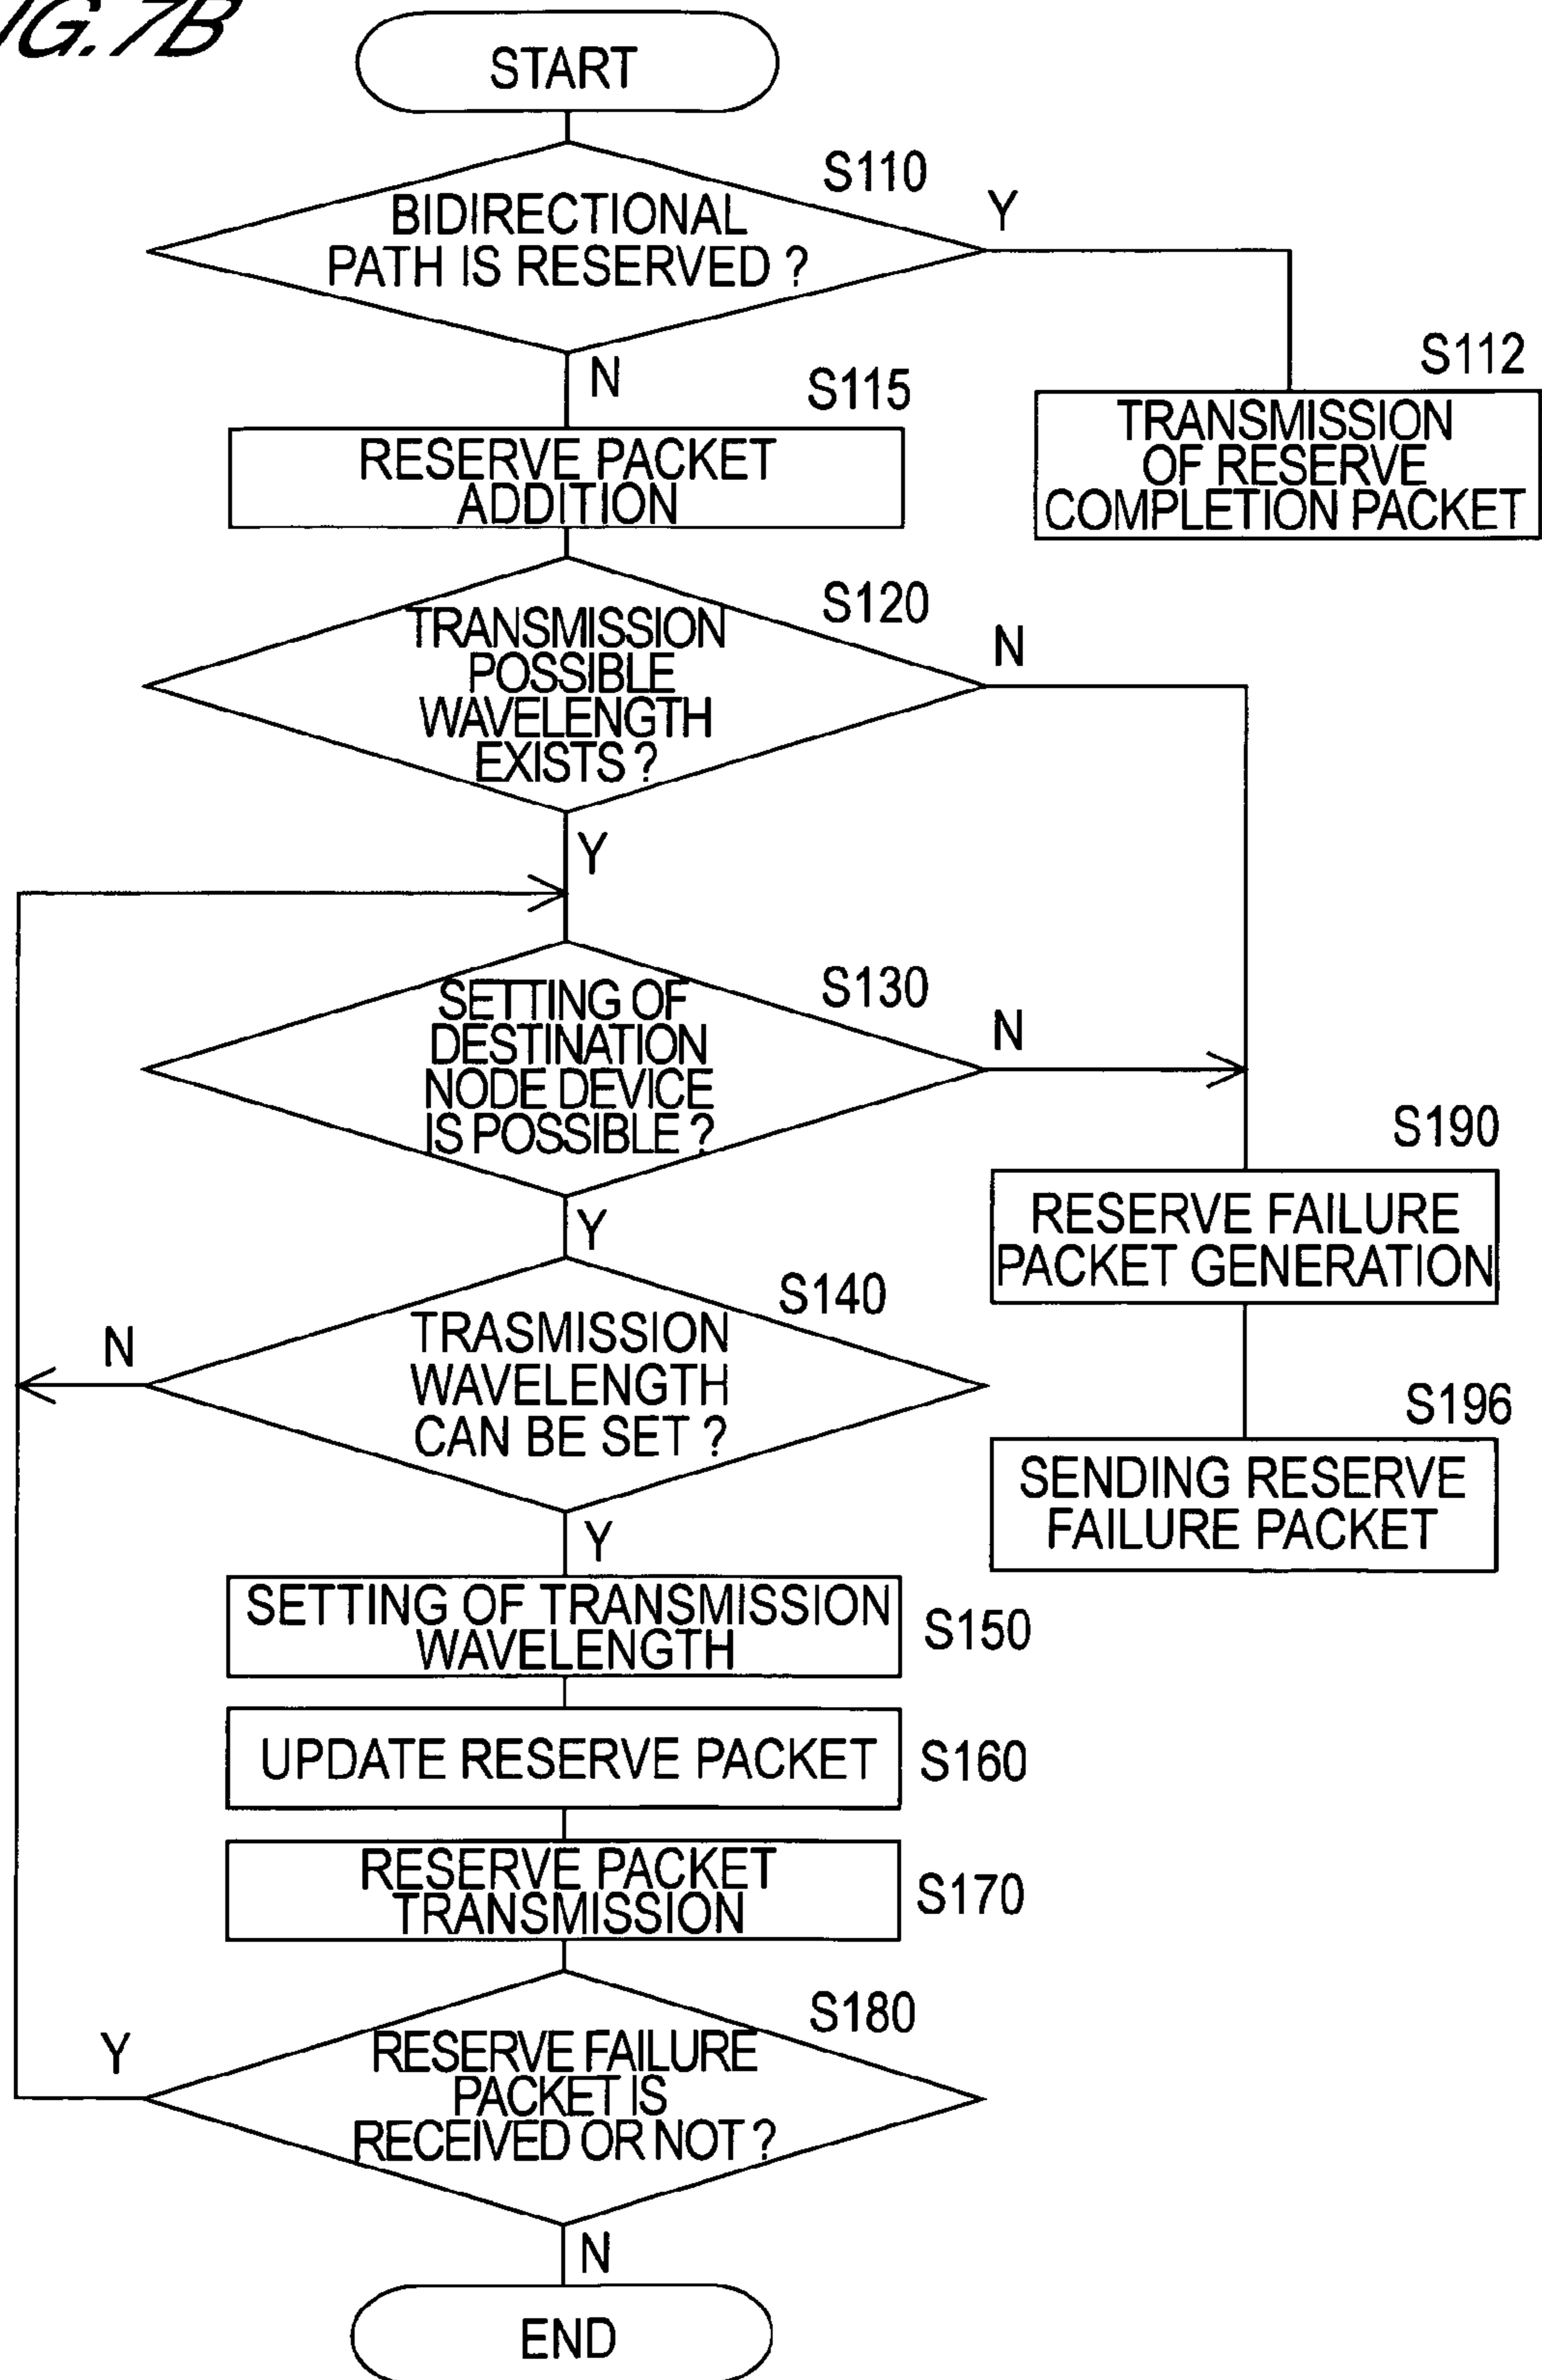 IG. 7B
START
S110
BIDIRECTIONAL
PATH IS RESERVED ?
Y
N
S112
TRANSMISSION
OF RESERVE
COMPLETION PACKET
S115
RESERVE PACKET
ADDITION
S120
TRANSMISSION
POSSIBLE
WAVELENGTH
EXISTS ?
N
Y
S130
SETTING OF
DESTINATION
NODE DEVICE
IS POSSIBLE ?
N
Y
S190
RESERVE FAILURE
PACKET GENERATION
S140
TRASMISSION
WAVELENGTH
CAN BE SET ?
N
Y
S196
SENDING RESERVE
FAILURE PACKET
SETTING OF TRANSMISSION
WAVELENGTH
S150
UPDATE RESERVE PACKET
S160
RESERVE PACKET
TRANSMISSION
S170
S180
RESERVE FAILURE
PACKET IS
RECEIVED OR NOT ?
Y
N
END